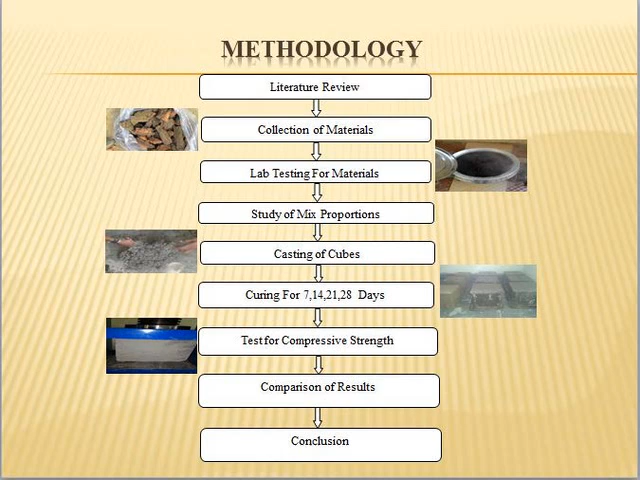 METHODOLOGY
Literature Review
Collection of Materials
Lab Testing For Materials
Study of Mix Proportions
Casting of Cubes
Curing For 7,14,21,28 Days
Test for Compressive Strength
Comparison of Results
Conclusion